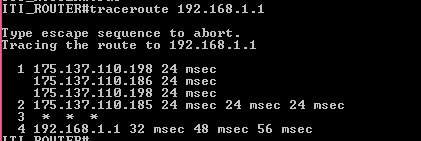 ITI_ROUTER#traceroute 192.168.1.1
Type escape sequence to abort.
Tracing the route to 192.168.1.1
1 175.137.110.198 24 msec
175.137.110.186 24 msec
175.137.110.198 24 msec
2 175.137.110.185 24 msec 24 msec 24 msec
3 * * *
4 192.168.1.1 32 msec 48 msec 56 msec
ITI_ROUTER#